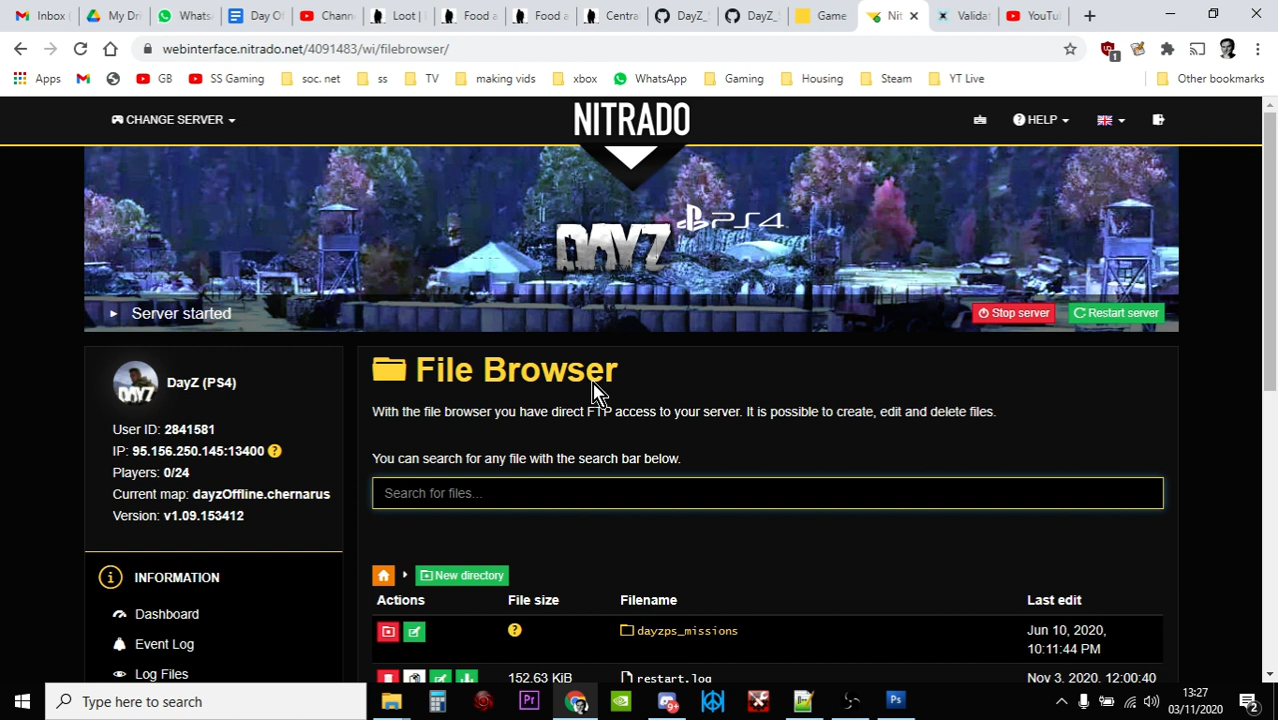 Inbox (
My Dri
Whats
Day Of
Chann
Loot |
Food a
Food a
Centra
DayZ_
DayZ_
Game
Nit
Valida
YouTu
webinterface.nitrado.net/4091483/wi/filebrowser/
1
Apps
GB
SS Gaming
soc. net
ss
TV
making vids
xbox
WhatsApp
Gaming
Housing
Steam
YT Live
Other bookmarks
CHANGE SERVER
NITRADO
HELP
DAYZ PS4
Server started
Stop server
Restart server
DAYZ
DayZ (PS4)
User ID: 2841581
IP: 95.156.250.145:13400
Players: 0/24
Current map: dayzOffline.chernarus
Version: v1.09.153412
INFORMATION
Dashboard
Event Log
Log Files
File Browser
With the file browser you have direct FTP access to your server. It is possible to create, edit and delete files.
You can search for any file with the search bar below.
Search for files...
New directory
Actions File size Filename Last edit
dayzps_missions Jun 10, 2020,
10:11:44 PM
152.63 KiB restart.log Nov 3, 2020, 12:00:40
Type here to search
13:27
03/11/2020
2